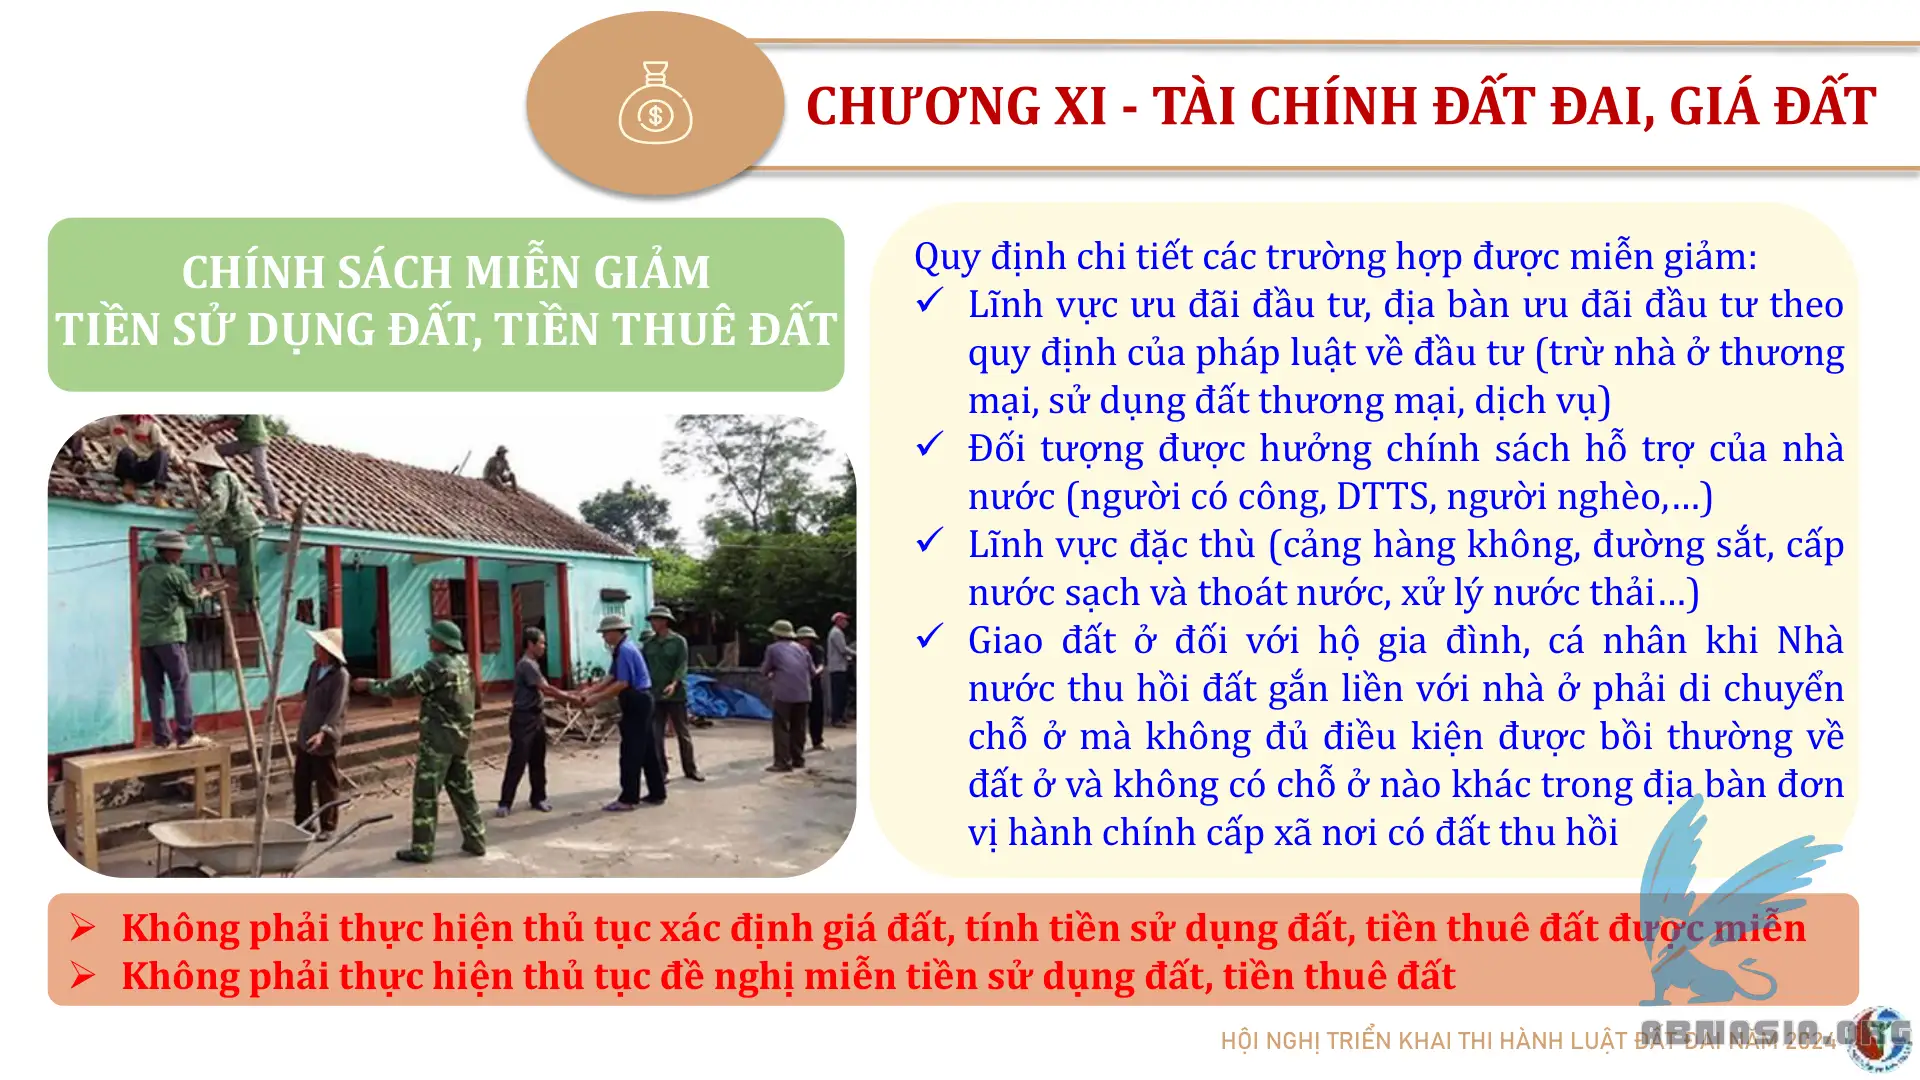 CHƯƠNG XI - TÀI CHÍNH ĐẤT ĐAI, GIÁ ĐẤT
CHÍNH SÁCH MIỄN GIẢM
TIỀN SỬ DỤNG ĐẤT, TIỀN THUÊ ĐẤT
Quy định chi tiết các trường hợp được miễn giảm:
✓ Lĩnh vực ưu đãi đầu tư, địa bàn ưu đãi đầu tư theo
quy định của pháp luật về đầu tư (trừ nhà ở thương
mại, sử dụng đất thương mại, dịch vụ)
✓ Đối tượng được hưởng chính sách hỗ trợ của nhà
nước (người có công, DTTS, người nghèo,…)
✓ Lĩnh vực đặc thù (cảng hàng không, đường sắt, cấp
nước sạch và thoát nước, xử lý nước thải…)
✓ Giao đất ở đối với hộ gia đình, cá nhân khi Nhà
nước thu hồi đất gắn liền với nhà ở phải di chuyển
chỗ ở mà không đủ điều kiện được bồi thường về
đất ở và không có chỗ ở nào khác trong địa bàn đơn
vị hành chính cấp xã nơi có đất thu hồi
➢ Không phải thực hiện thủ tục xác định giá đất, tính tiền sử dụng đất, tiền thuê đất được miễn
➢ Không phải thực hiện thủ tục đề nghị miễn tiền sử dụng đất, tiền thuê đất
HỘI NGHỊ TRIỂN KHAI THI HÀNH LUẬT ĐẤT ĐAI NĂM 2024
ABMASIA.ORG